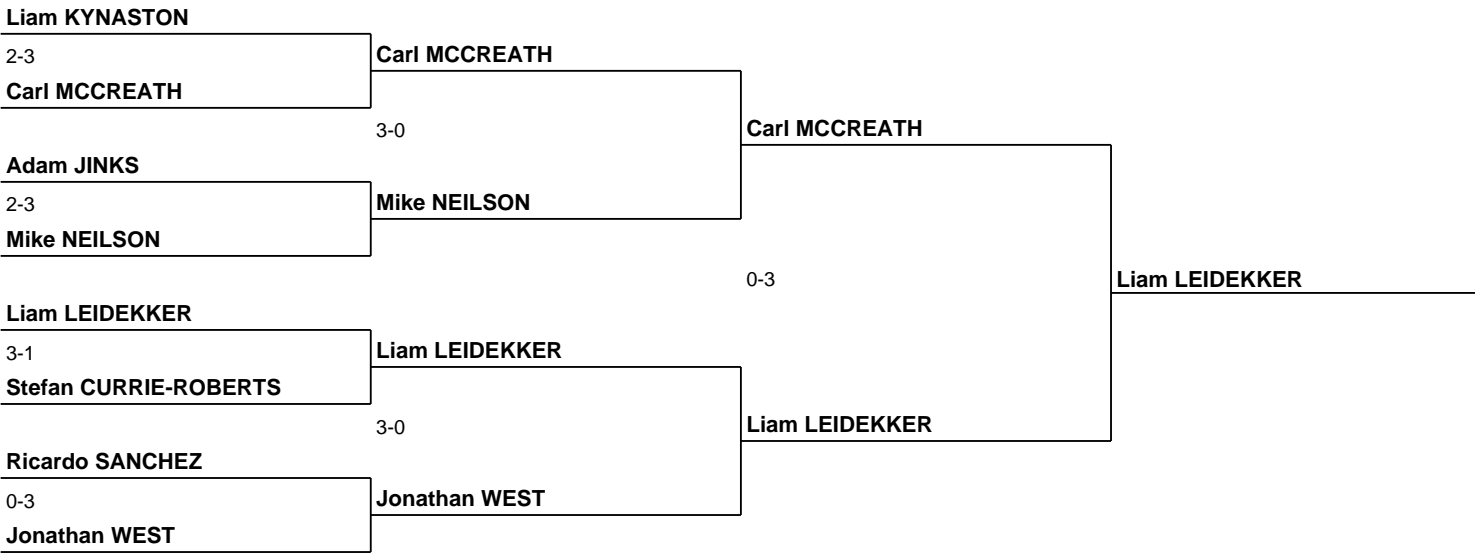 Liam KYNASTON
2-3
Carl MCCREATH
Carl MCCREATH
3-0
Carl MCCREATH
Adam JINKS
2-3
Mike NEILSON
Mike NEILSON
0-3
Liam LEIDEKKER
Liam LEIDEKKER
3-1
Liam LEIDEKKER
Stefan CURRIE-ROBERTS
3-0
Liam LEIDEKKER
Ricardo SANCHEZ
0-3
Jonathan WEST
Jonathan WEST